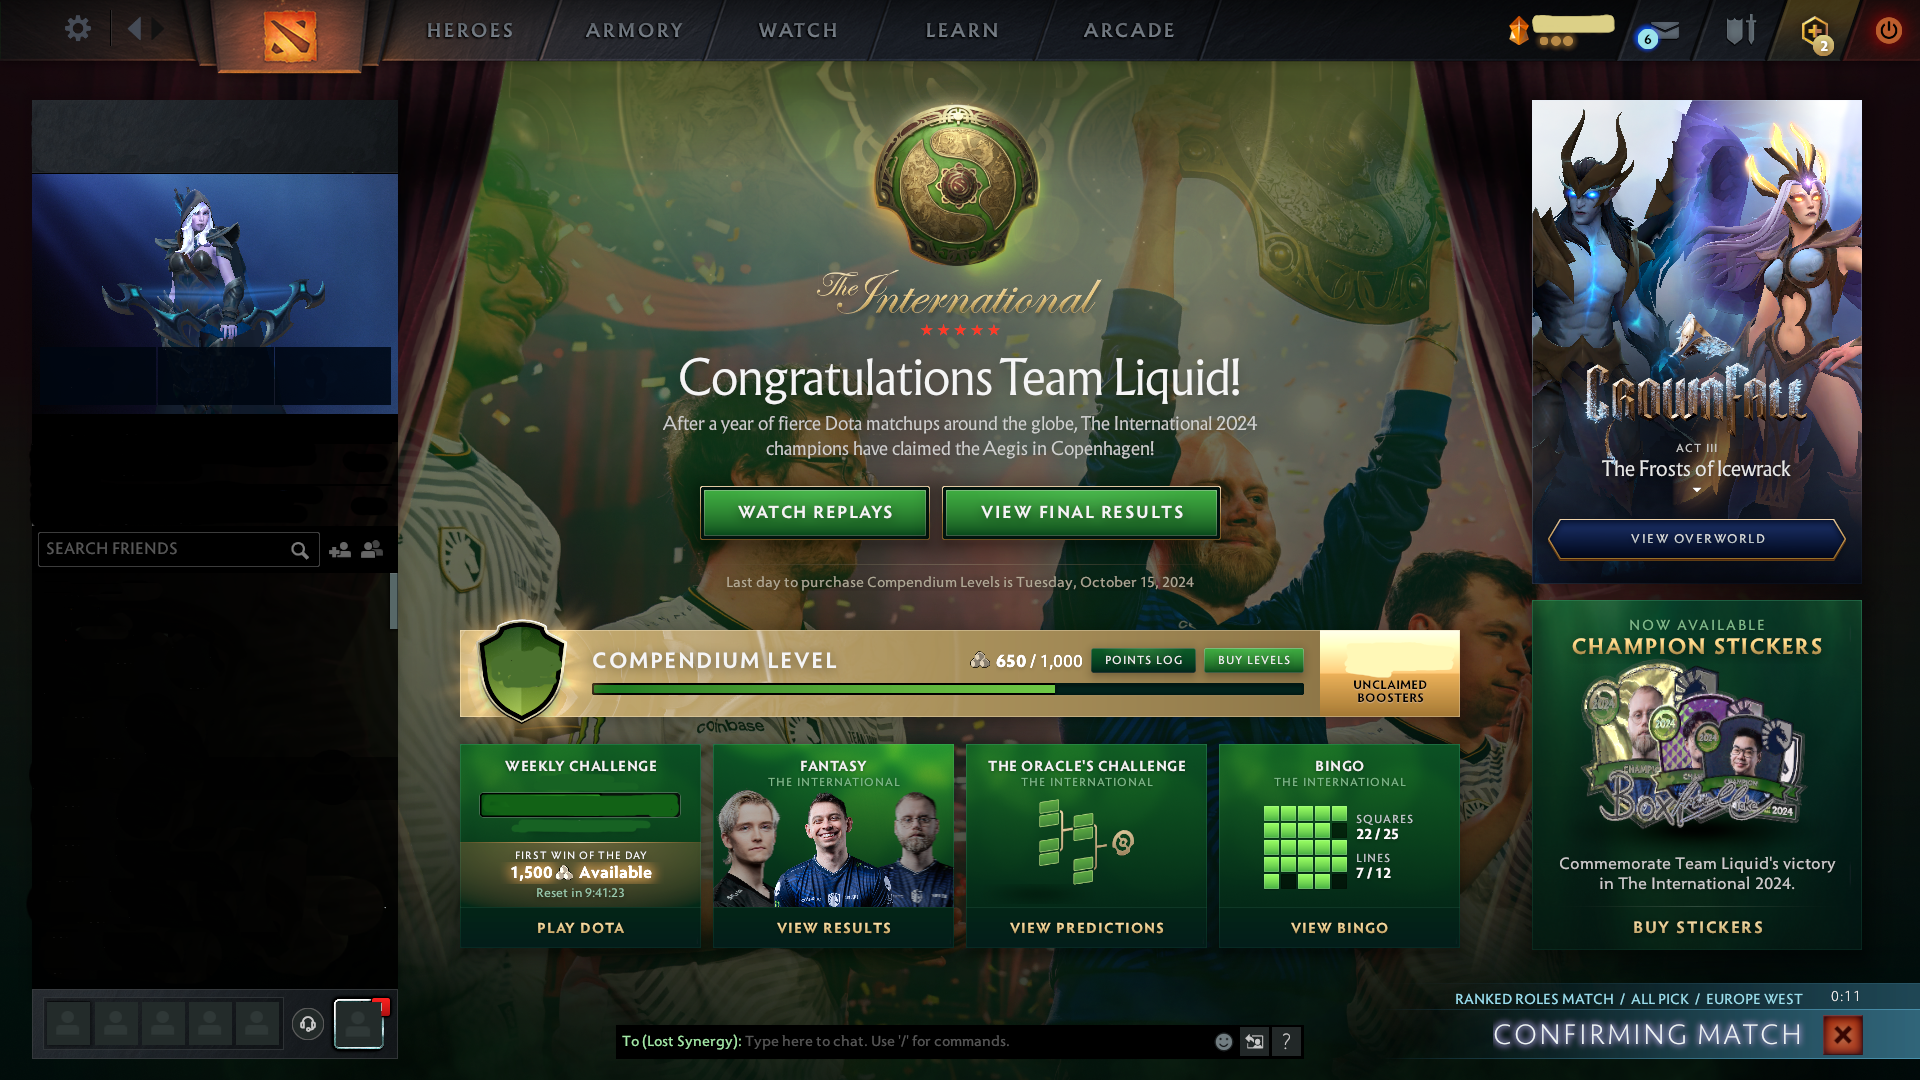 HEROES
ARMORY
WATCH
LEARN
ARCADE
6
2
The International
Congratulations Team Liquid!
After a year of fierce Dota matchups around the globe, The International 2024
champions have claimed the Aegis in Copenhagen!
WATCH REPLAYS
VIEW FINAL RESULTS
Last day to purchase Compendium Levels is Tuesday, October 15, 2024
SEARCH FRIENDS
COMPENDIUM LEVEL
650 / 1,000
POINTS LOG
BUY LEVELS
UNCLAIMED
BOOSTERS
coinbase
WEEKLY CHALLENGE
FIRST WIN OF THE DAY
1,500 Available
Reset in 9:41:23
PLAY DOTA
FANTASY
THE INTERNATIONAL
VIEW RESULTS
THE ORACLE'S CHALLENGE
THE INTERNATIONAL
VIEW PREDICTIONS
BINGO
THE INTERNATIONAL
SQUARES
22 / 25
LINES
7 / 12
VIEW BINGO
CROWNFALL
ACT III
The Frosts of Icewrack
VIEW OVERWORLD
NOW AVAILABLE
CHAMPION STICKERS
2024
2024
2024
Boxi
2024
Commemorate Team Liquid's victory
in The International 2024.
BUY STICKERS
RANKED ROLES MATCH / ALL PICK / EUROPE WEST
0:11
CONFIRMING MATCH
To (Lost Synergy): Type here to chat. Use '/' for commands.
?